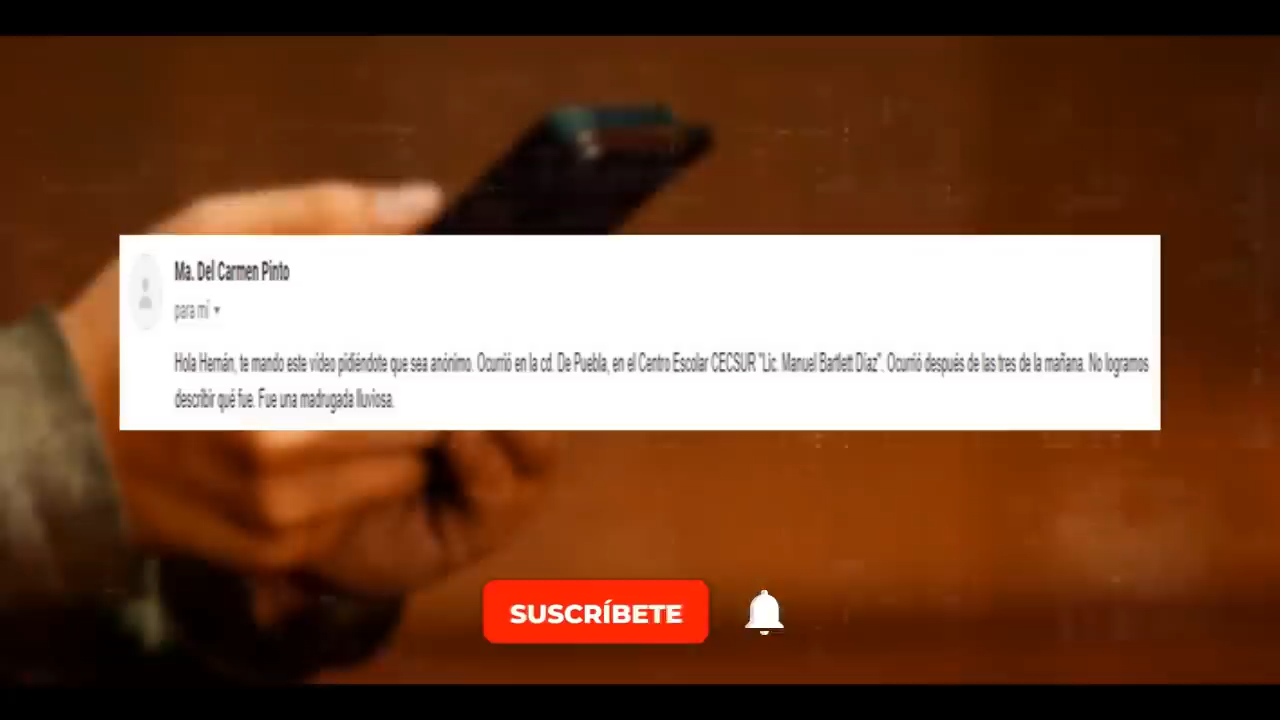 Ma. Del Carmen Pinto
para mí
Hola Hernán, te mando este video pidiéndote que sea anónimo. Ocurrió en la cd. De Puebla, en el Centro Escolar CECSUR "Lic. Manuel Bartlett Díaz". Ocurrió después de las tres de la mañana. No logramos
describir qué fue. Fue una madrugada lluviosa.
SUSCRÍBETE